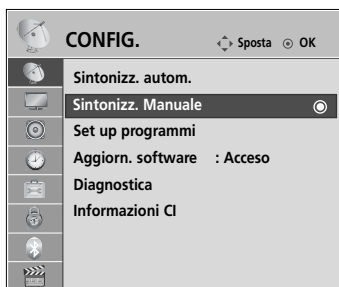 CONFIG.
Sposta OK
Sintonizz. autom.
Sintonizz. Manuale
Set up programmi
Aggiorn. software : Acceso
Diagnostica
Informazioni CI